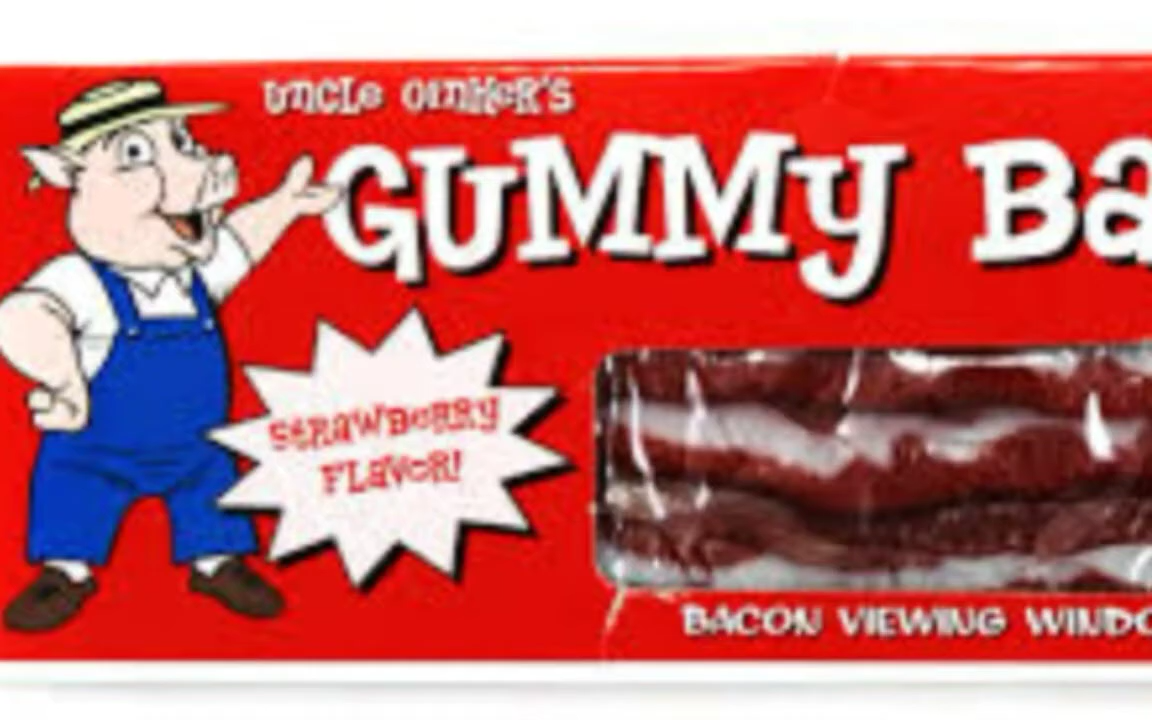 UNCLE OINKER'S
GUMMY Ba
STRAWBERRY
FLAVOR!
BACON VIEWING WINDO